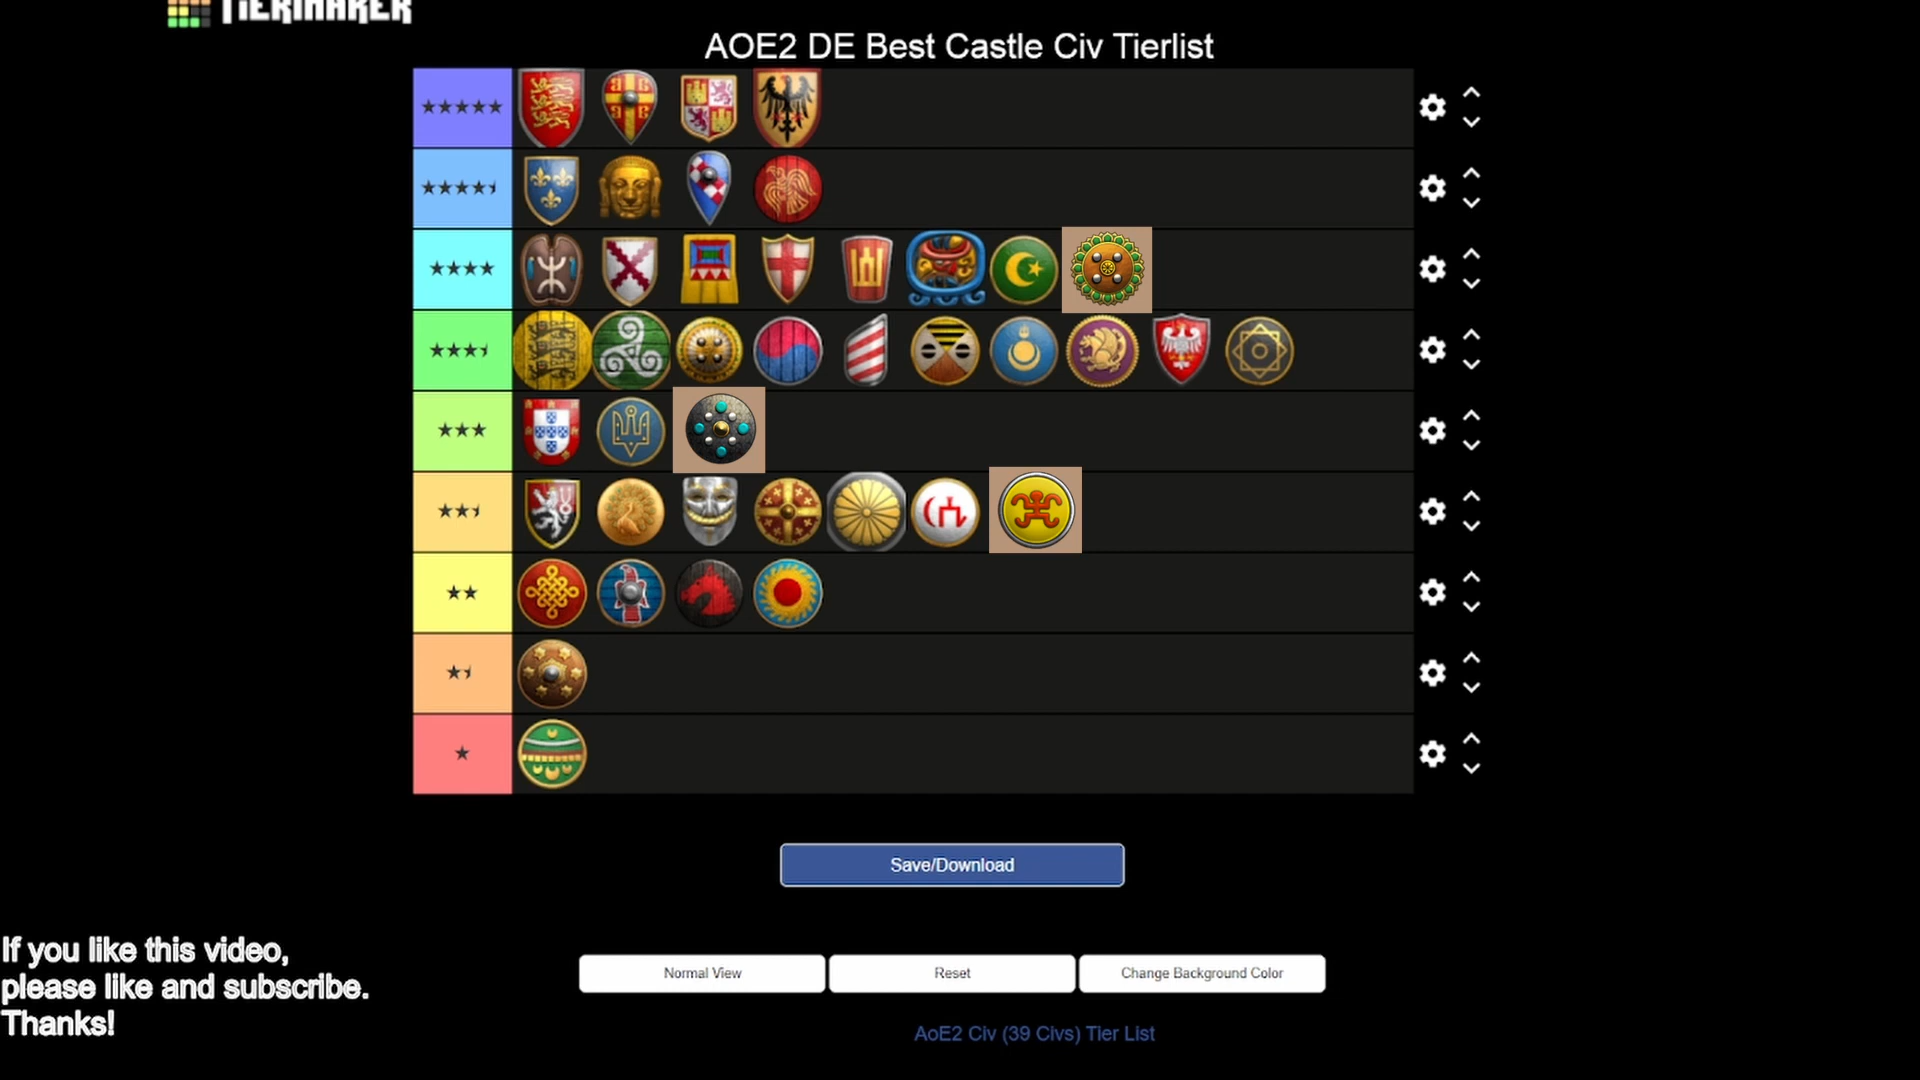 TIERMAKER
AOE2 DE Best Castle Civ Tierlist
Save/Download
If you like this video,
please like and subscribe.
Thanks!
Normal View
Reset
Change Background Color
AoE2 Civ (39 Civs) Tier List